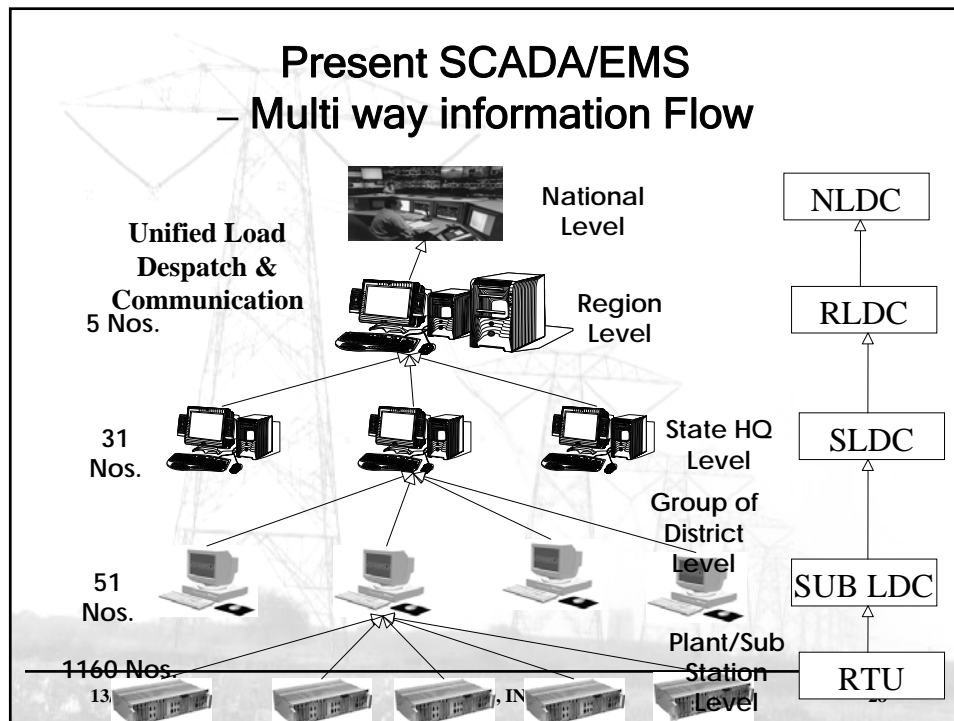 Present SCADA/EMS
– Multi way information Flow
National
Level
NLDC
Unified Load
Despatch &
Communication
5 Nos.
Region
Level
RLDC
31
Nos.
State HQ
Level
SLDC
Group of
District
Level
51
Nos.
SUB LDC
1160 Nos.
Plant/Sub
Station
Level
RTU